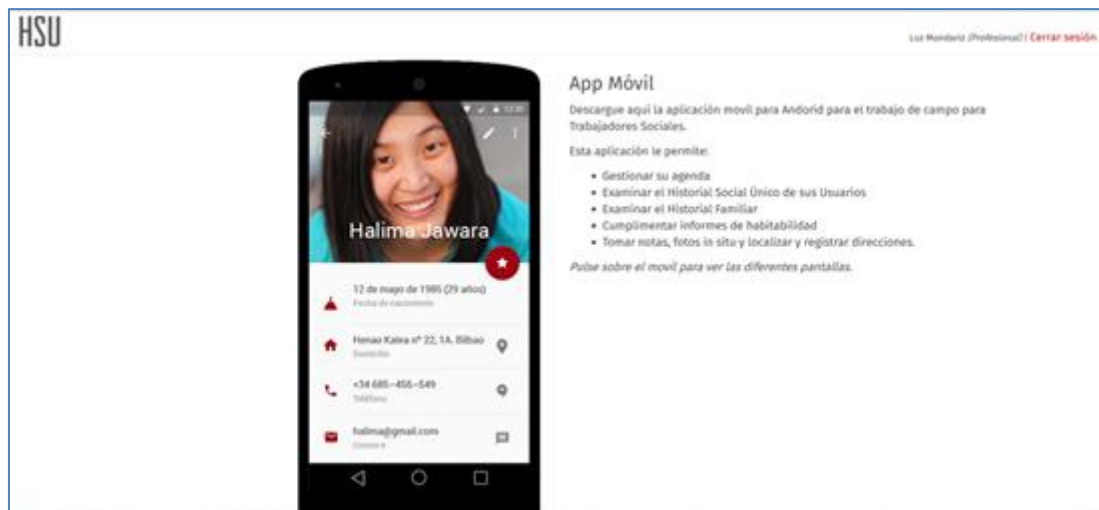 HSU
Luz Mondariz (Profesional) | Cerrar sesión
12:30
Halima Jawara
12 de mayo de 1985 (29 años)
Fecha de nacimiento
Henao Kalea nº 22, 1A. Bilbao
Domicilio
+34 685-456-549
Teléfono
halima@gmail.com
App Móvil
Descargue aquí la aplicación movil para Andorid para el trabajo de campo para
Trabajadores Sociales.
Esta aplicación le permite:
• Gestionar su agenda
• Examinar el Historial Social Único de sus Usuarios
• Examinar el Historial Familiar
• Cumplimentar informes de habitabilidad
• Tomar notas, fotos in situ y localizar y registrar direcciones.
Pulse sobre el movil para ver las diferentes pantallas.